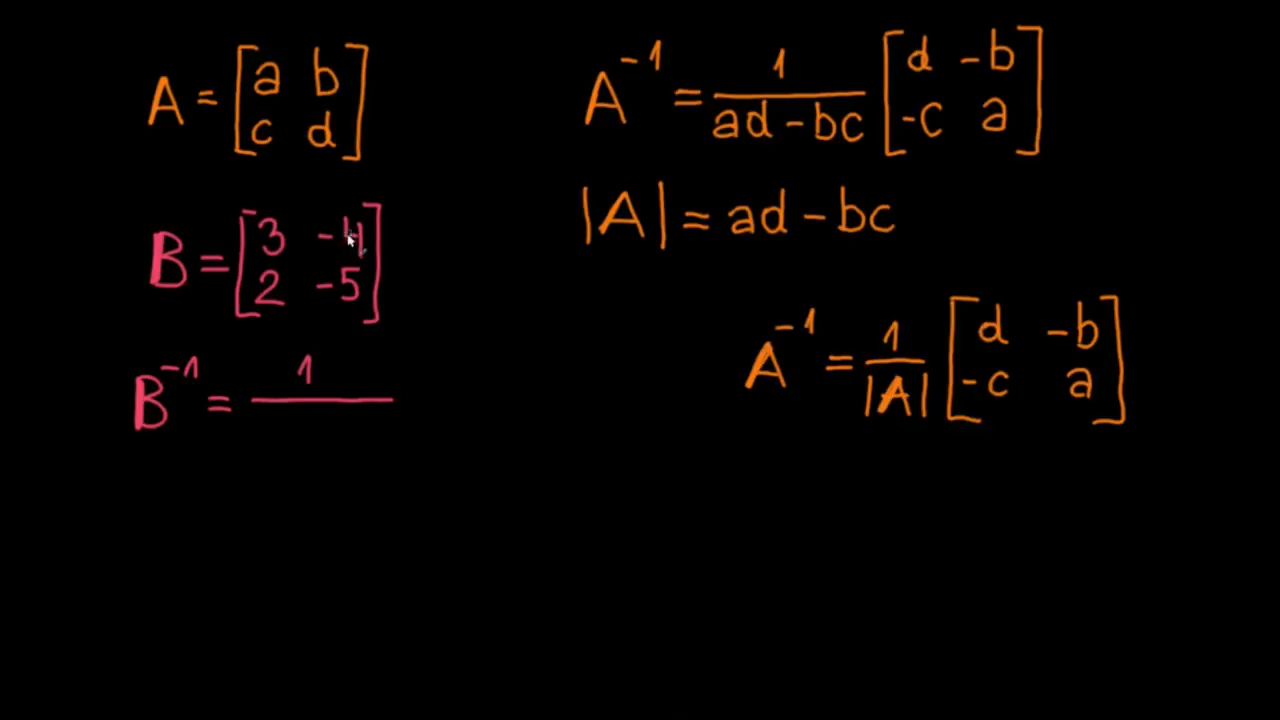 A = [a b
c d]
A⁻¹ = 1/(ad - bc) [d -b
-c a]
|A| = ad - bc
B = [3 -4
2 -5]
A⁻¹ = 1/|A| [d -b
-c a]
B⁻¹ = 1/